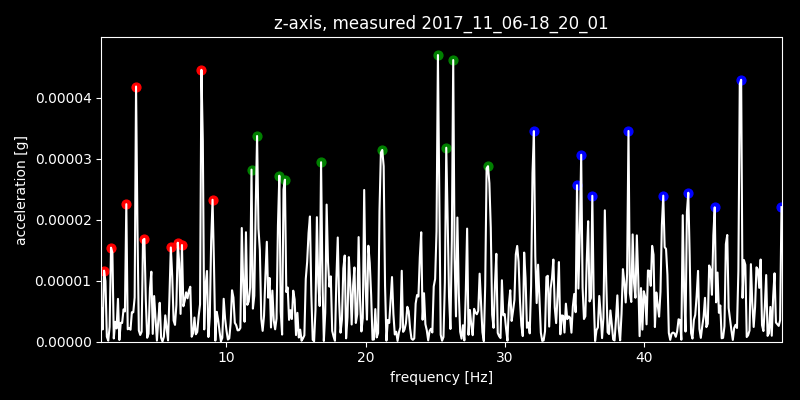 z-axis, measured 2017_11_06-18_20_01
0.00004
0.00003
0.00002
0.00001
0.00000
acceleration [g]
10 20 30 40
frequency [Hz]